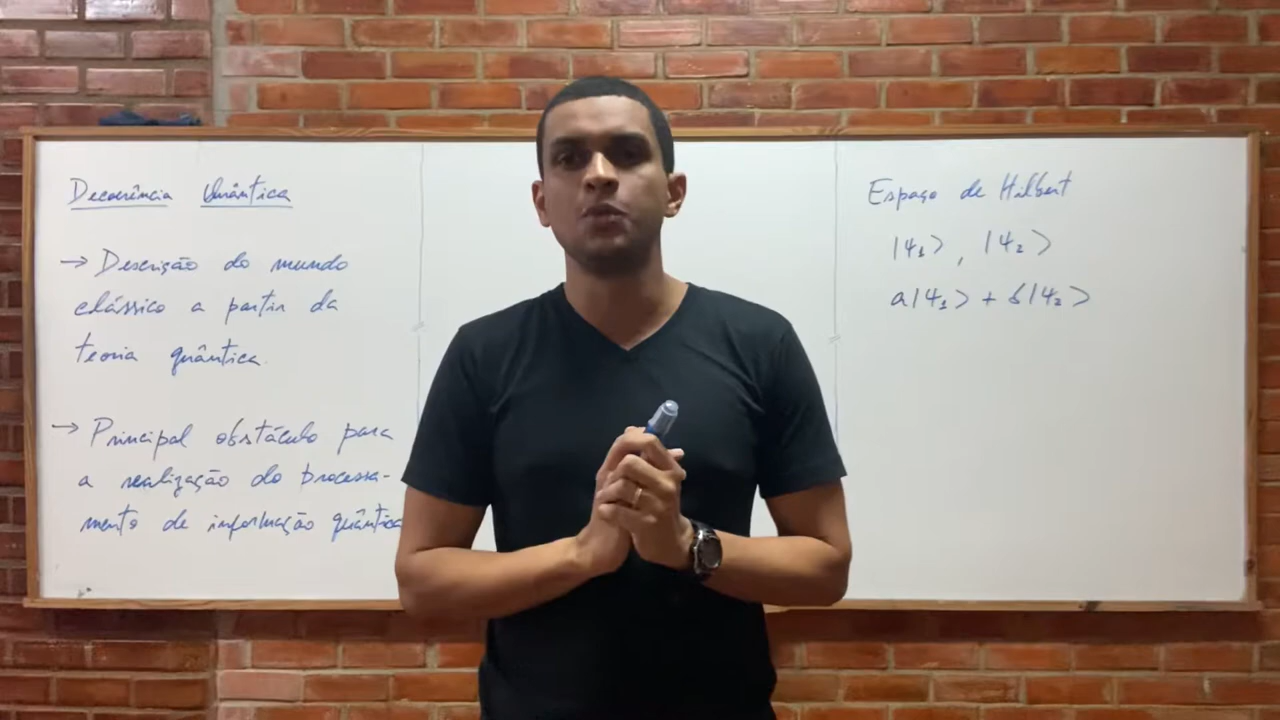 Decoerência Quântica
→ Descrição do mundo
clássico a partir da
teoria quântica.
→ Principal obstáculo para
a realização do processa-
mento de informação quântica
Espaço de Hilbert
|ψ₁⟩, |ψ₂⟩
a|ψ₁⟩ + b|ψ₂⟩